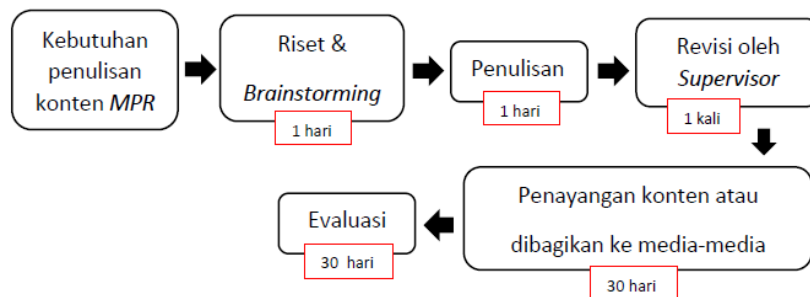 Kebutuhan
penulisan
konten MPR
Riset &
Brainstorming
1 hari
Penulisan
1 hari
Revisi oleh
Supervisor
1 kali
Penayangan konten atau
dibagikan ke media-media
30 hari
Evaluasi
30 hari